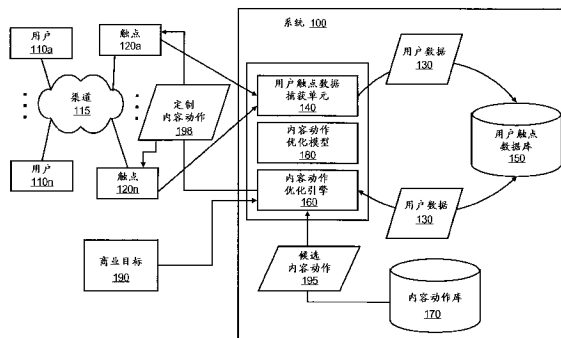 系统 100
用户
110a
触点
120a
渠道
115
用户
110n
触点
120n
定制
内容动作
198
用户触点数据
捕获单元
140
内容动作
优化模型
180
内容动作
优化引擎
160
用户数据
130
用户触点
数据库
150
用户数据
130
商业目标
190
候选
内容动作
195
内容动作库
170